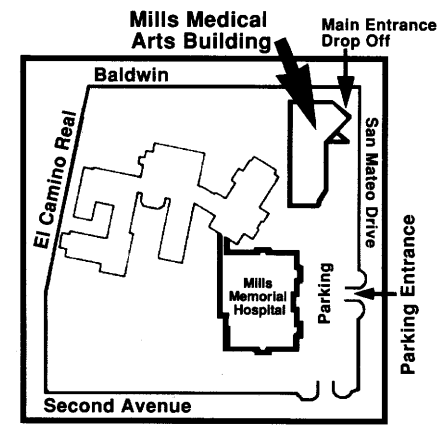 Mills Medical
Arts Building
Main Entrance
Drop Off
Baldwin
El Camino Real
San Mateo Drive
Mills
Memorial
Hospital
Parking
Parking Entrance
Second Avenue